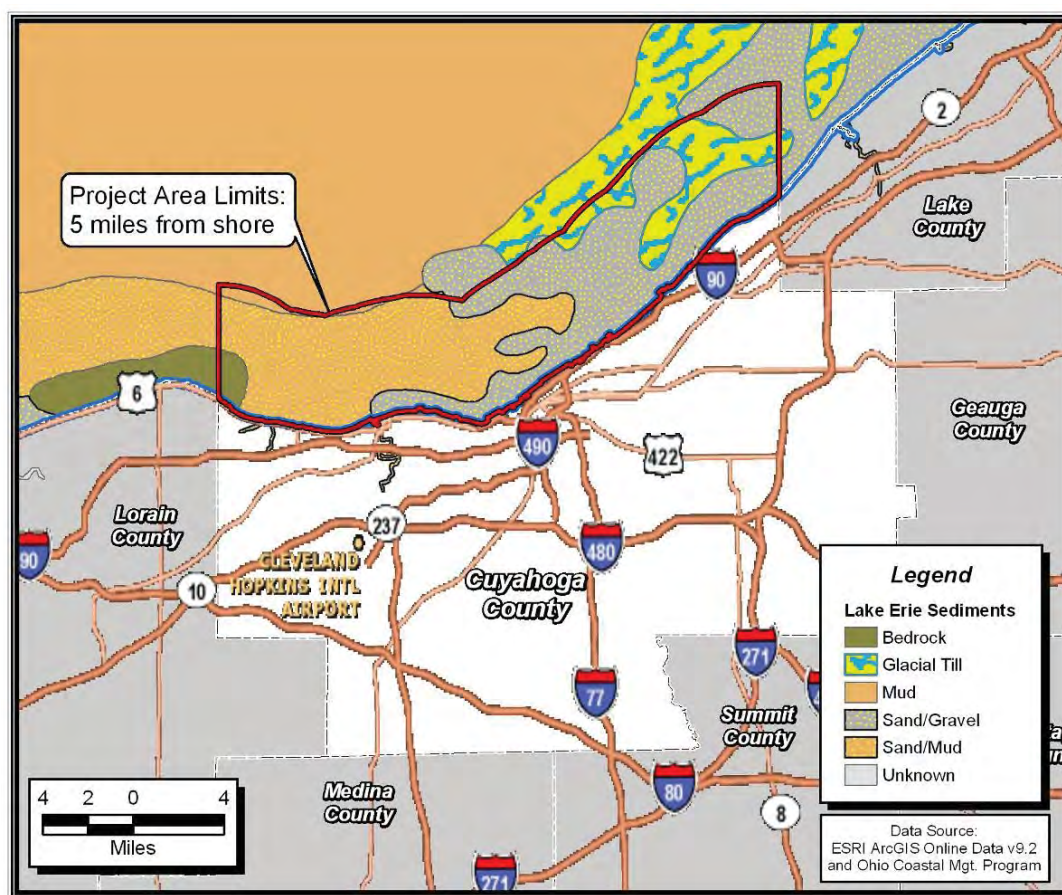 Project Area Limits:
5 miles from shore
2
Lake
County
90
6
Geauga
County
490
422
Lorain
County
237
90
480
CLEVELAND
HOPKINS INTL
AIRPORT
10
Cuyahoga
County
77
271
Summit
County
80
Medina
County
8
271
Legend
Lake Erie Sediments
Bedrock
Glacial Till
Mud
Sand/Gravel
Sand/Mud
Unknown
4 2 0 4
Miles
Data Source:
ESRI ArcGIS Online Data v9.2
and Ohio Coastal Mgt. Program